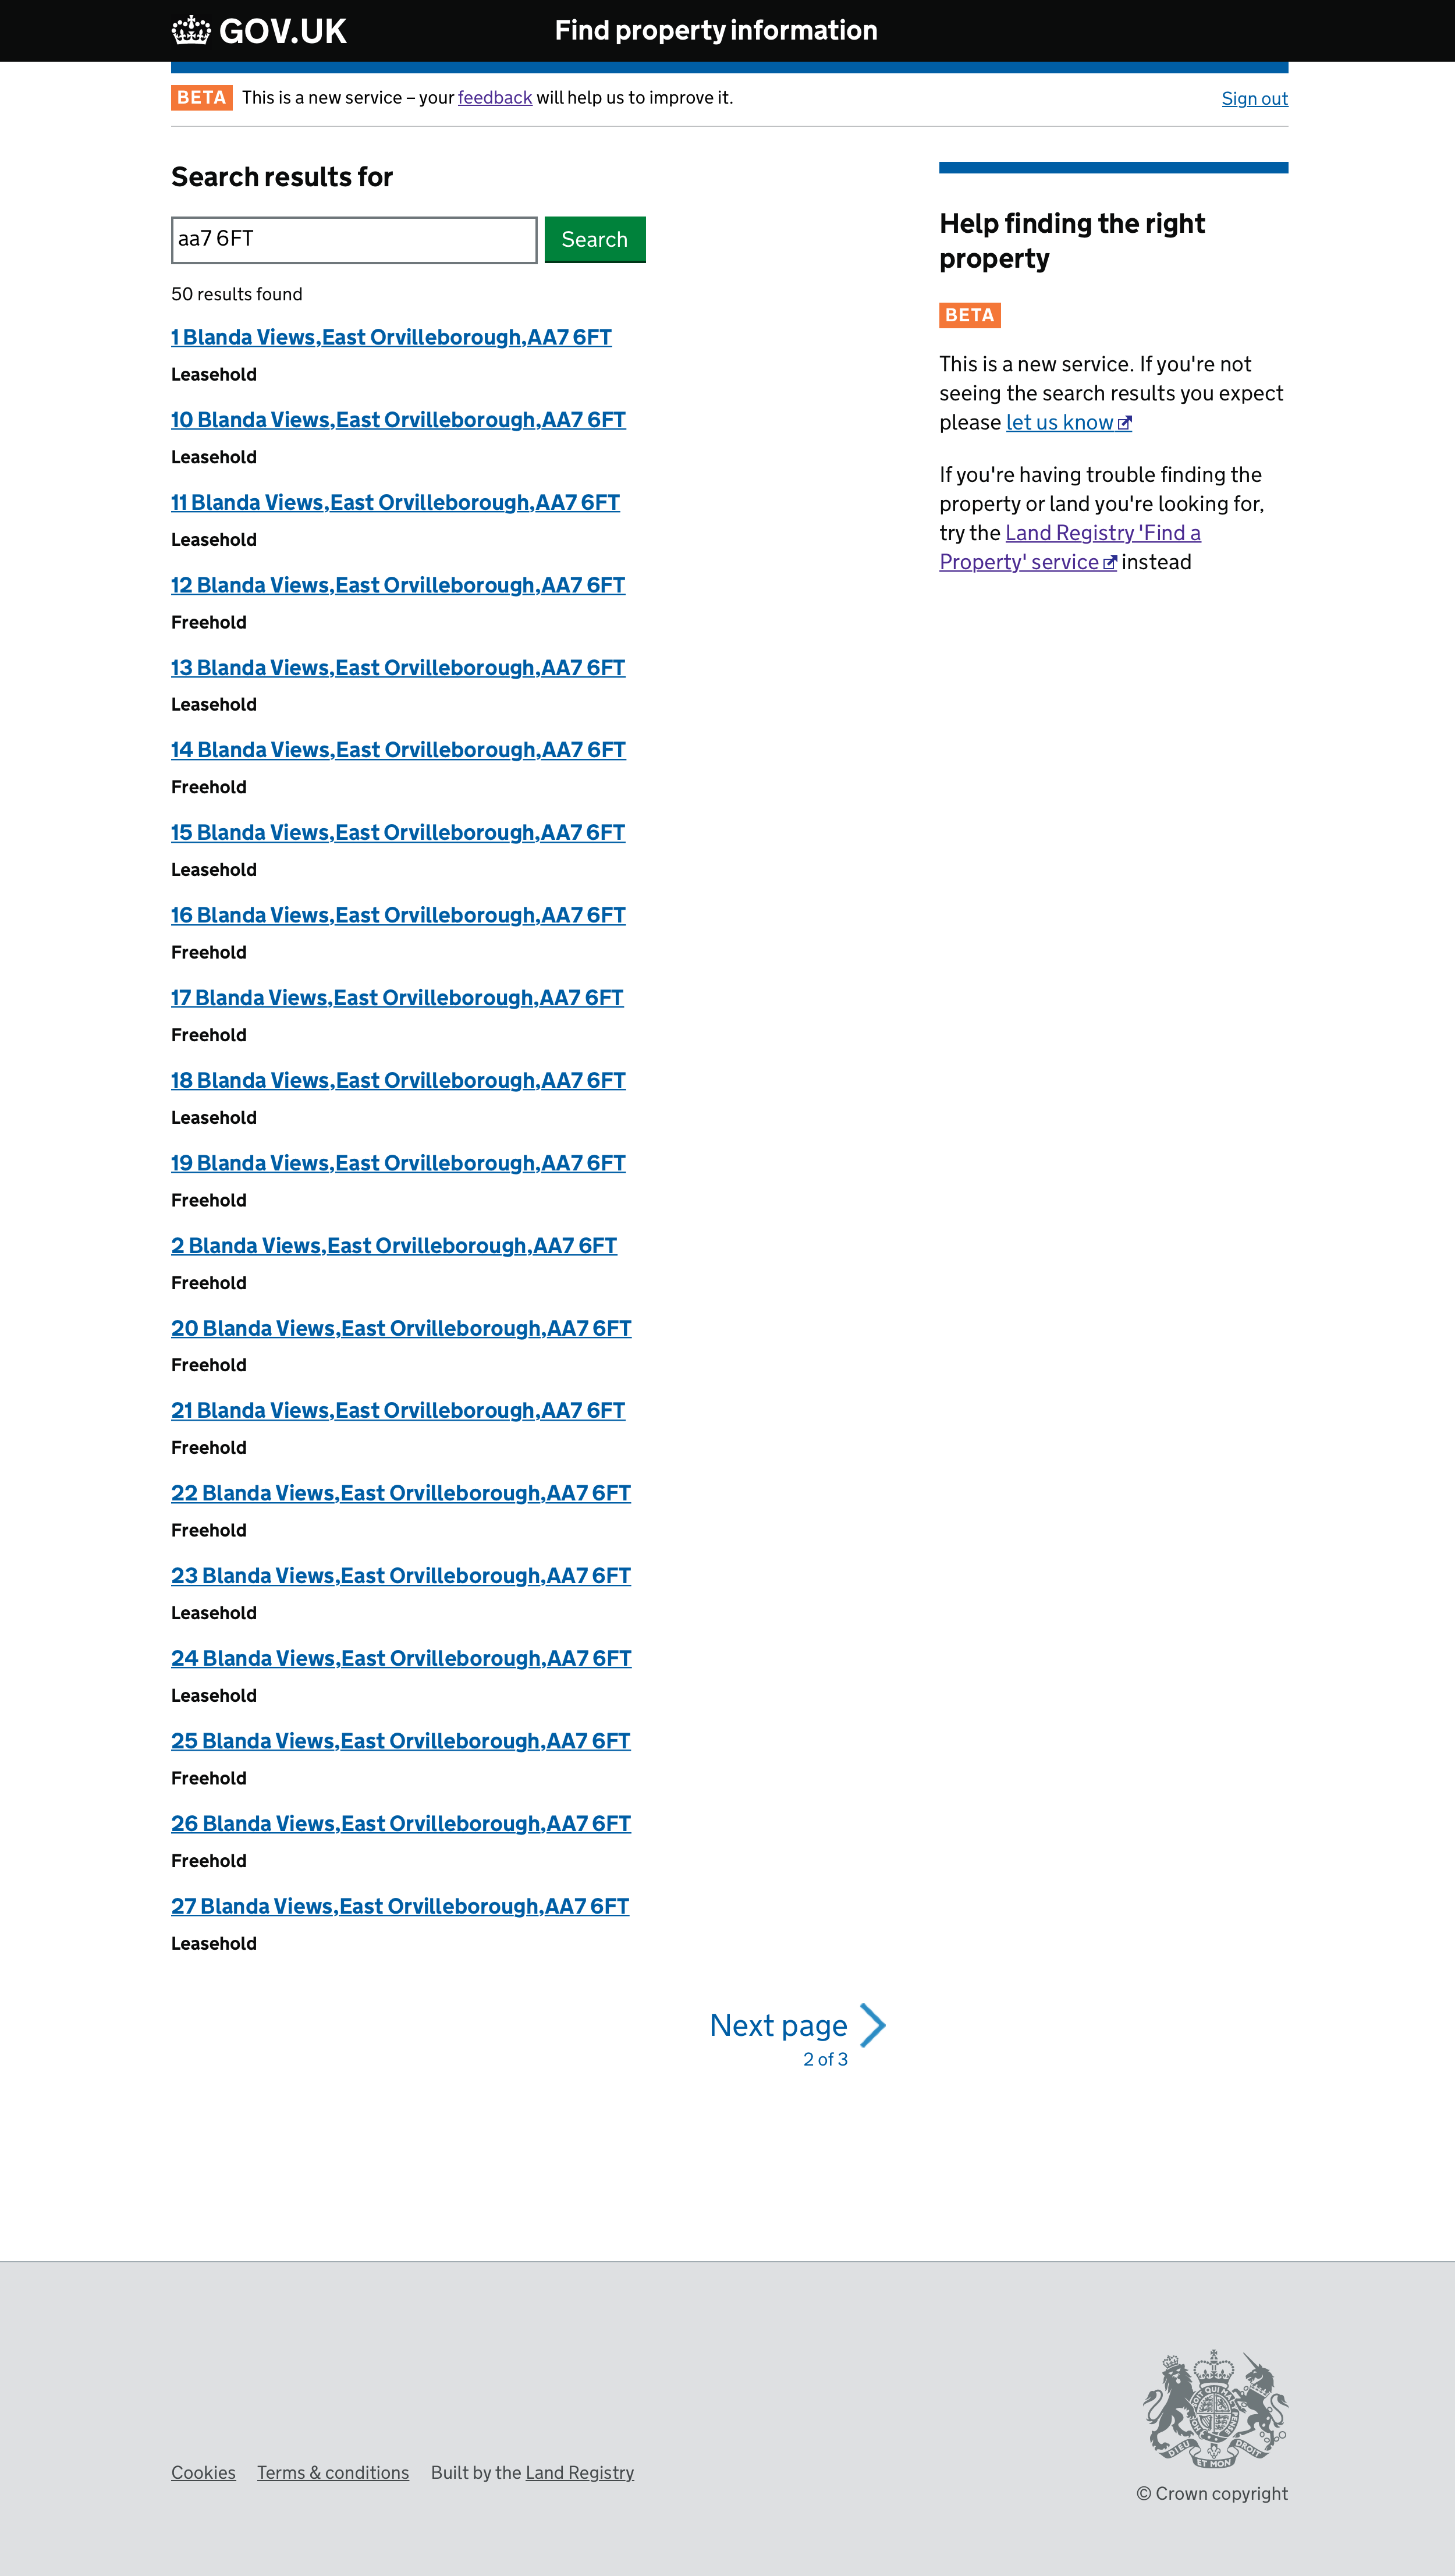 GOV.UK
Find property information
BETA This is a new service – your feedback will help us to improve it.
Sign out
Search results for
aa7 6FT
Search
50 results found
1 Blanda Views,East Orvilleborough,AA7 6FT
Leasehold
10 Blanda Views,East Orvilleborough,AA7 6FT
Leasehold
11 Blanda Views,East Orvilleborough,AA7 6FT
Leasehold
12 Blanda Views,East Orvilleborough,AA7 6FT
Freehold
13 Blanda Views,East Orvilleborough,AA7 6FT
Leasehold
14 Blanda Views,East Orvilleborough,AA7 6FT
Freehold
15 Blanda Views,East Orvilleborough,AA7 6FT
Leasehold
16 Blanda Views,East Orvilleborough,AA7 6FT
Freehold
17 Blanda Views,East Orvilleborough,AA7 6FT
Freehold
18 Blanda Views,East Orvilleborough,AA7 6FT
Leasehold
19 Blanda Views,East Orvilleborough,AA7 6FT
Freehold
2 Blanda Views,East Orvilleborough,AA7 6FT
Freehold
20 Blanda Views,East Orvilleborough,AA7 6FT
Freehold
21 Blanda Views,East Orvilleborough,AA7 6FT
Freehold
22 Blanda Views,East Orvilleborough,AA7 6FT
Freehold
23 Blanda Views,East Orvilleborough,AA7 6FT
Leasehold
24 Blanda Views,East Orvilleborough,AA7 6FT
Leasehold
25 Blanda Views,East Orvilleborough,AA7 6FT
Freehold
26 Blanda Views,East Orvilleborough,AA7 6FT
Freehold
27 Blanda Views,East Orvilleborough,AA7 6FT
Leasehold
Next page
2 of 3
Help finding the right
property
BETA
This is a new service. If you're not
seeing the search results you expect
please let us know
If you're having trouble finding the
property or land you're looking for,
try the Land Registry 'Find a
Property' service instead
Cookies
Terms & conditions
Built by the Land Registry
DIEU ET MON DROIT
© Crown copyright